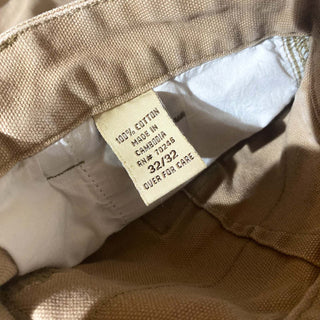 100% COTTON
MADE IN
CAMBODIA
RN# 70246
32/32
OVER FOR CARE